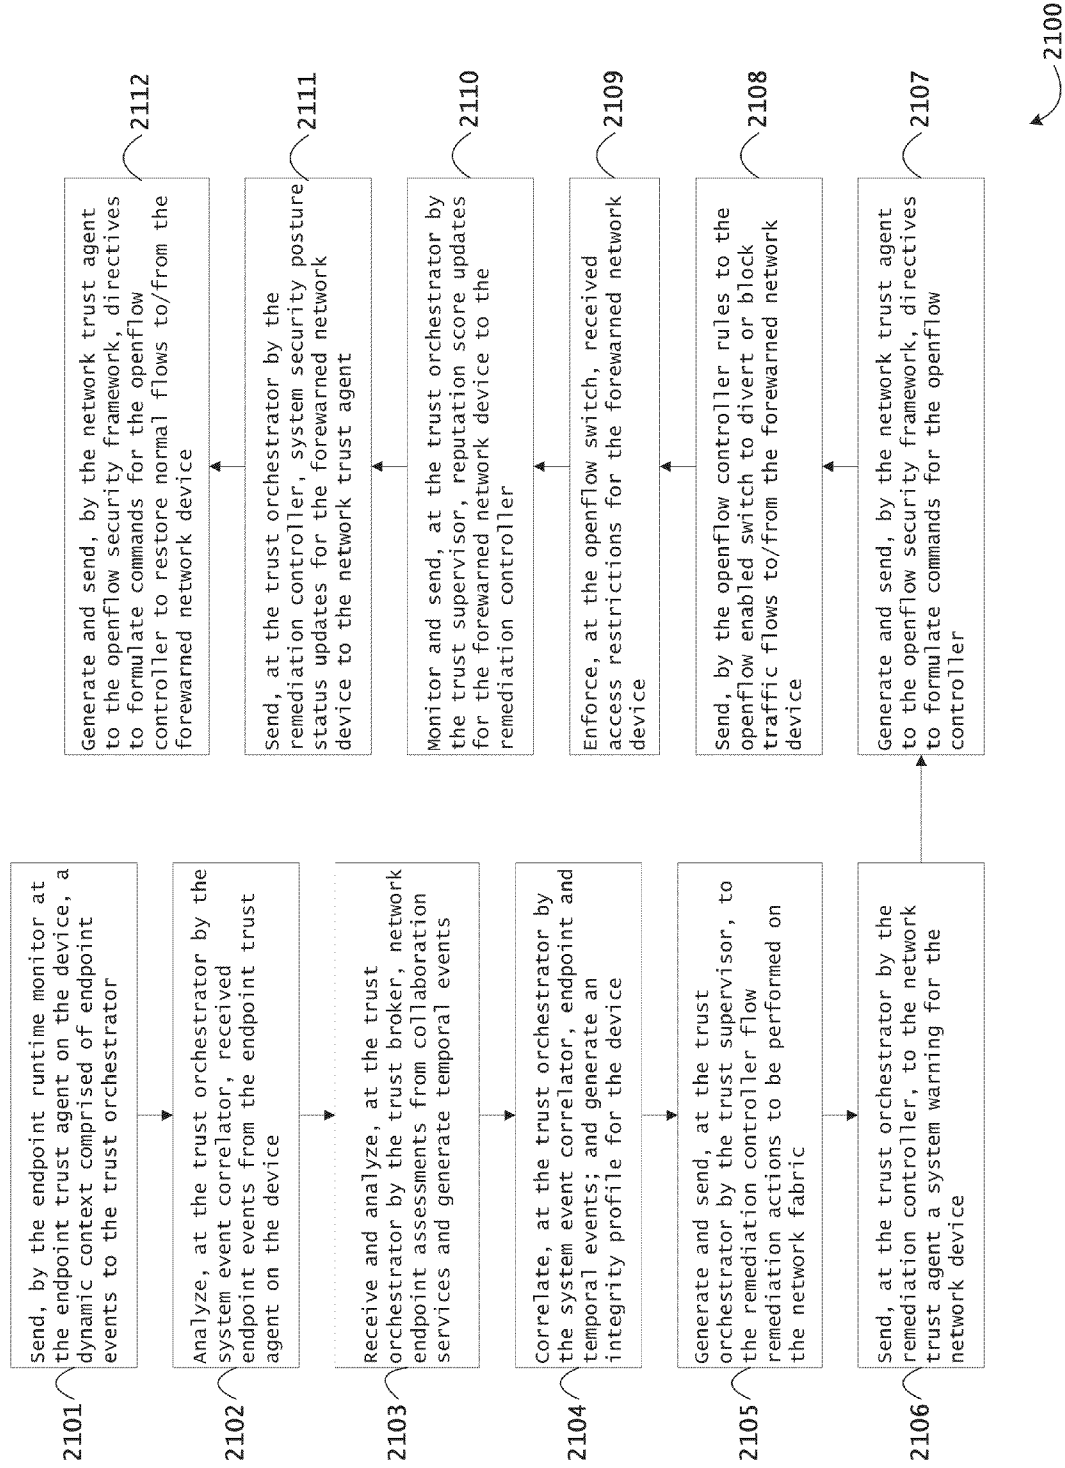 2101
Send, by the endpoint runtime monitor at
the endpoint trust agent on the device, a
dynamic context comprised of endpoint
events to the trust orchestrator
2102
Analyze, at the trust orchestrator by the
system event correlator, received
endpoint events from the endpoint trust
agent on the device
2103
Receive and analyze, at the trust
orchestrator by the trust broker, network
endpoint assessments from collaboration
services and generate temporal events
2104
Correlate, at the trust orchestrator by
the system event correlator, endpoint and
temporal events; and generate an
integrity profile for the device
2105
Generate and send, at the trust
orchestrator by the trust supervisor, to
the remediation controller flow
remediation actions to be performed on
the network fabric
2106
Send, at the trust orchestrator by the
remediation controller, to the network
trust agent a system warning for the
network device
2107
Generate and send, by the network trust agent
to the openflow security framework, directives
to formulate commands for the openflow
controller
2108
Send, by the openflow controller rules to the
openflow enabled switch to divert or block
traffic flows to/from the forewarned network
device
2109
Enforce, at the openflow switch, received
access restrictions for the forewarned network
device
2110
Monitor and send, at the trust orchestrator by
the trust supervisor, reputation score updates
for the forewarned network device to the
remediation controller
2111
Send, at the trust orchestrator by the
remediation controller, system security posture
status updates for the forewarned network
device to the network trust agent
2112
Generate and send, by the network trust agent
to the openflow security framework, directives
to formulate commands for the openflow
controller to restore normal flows to/from the
forewarned network device
2100